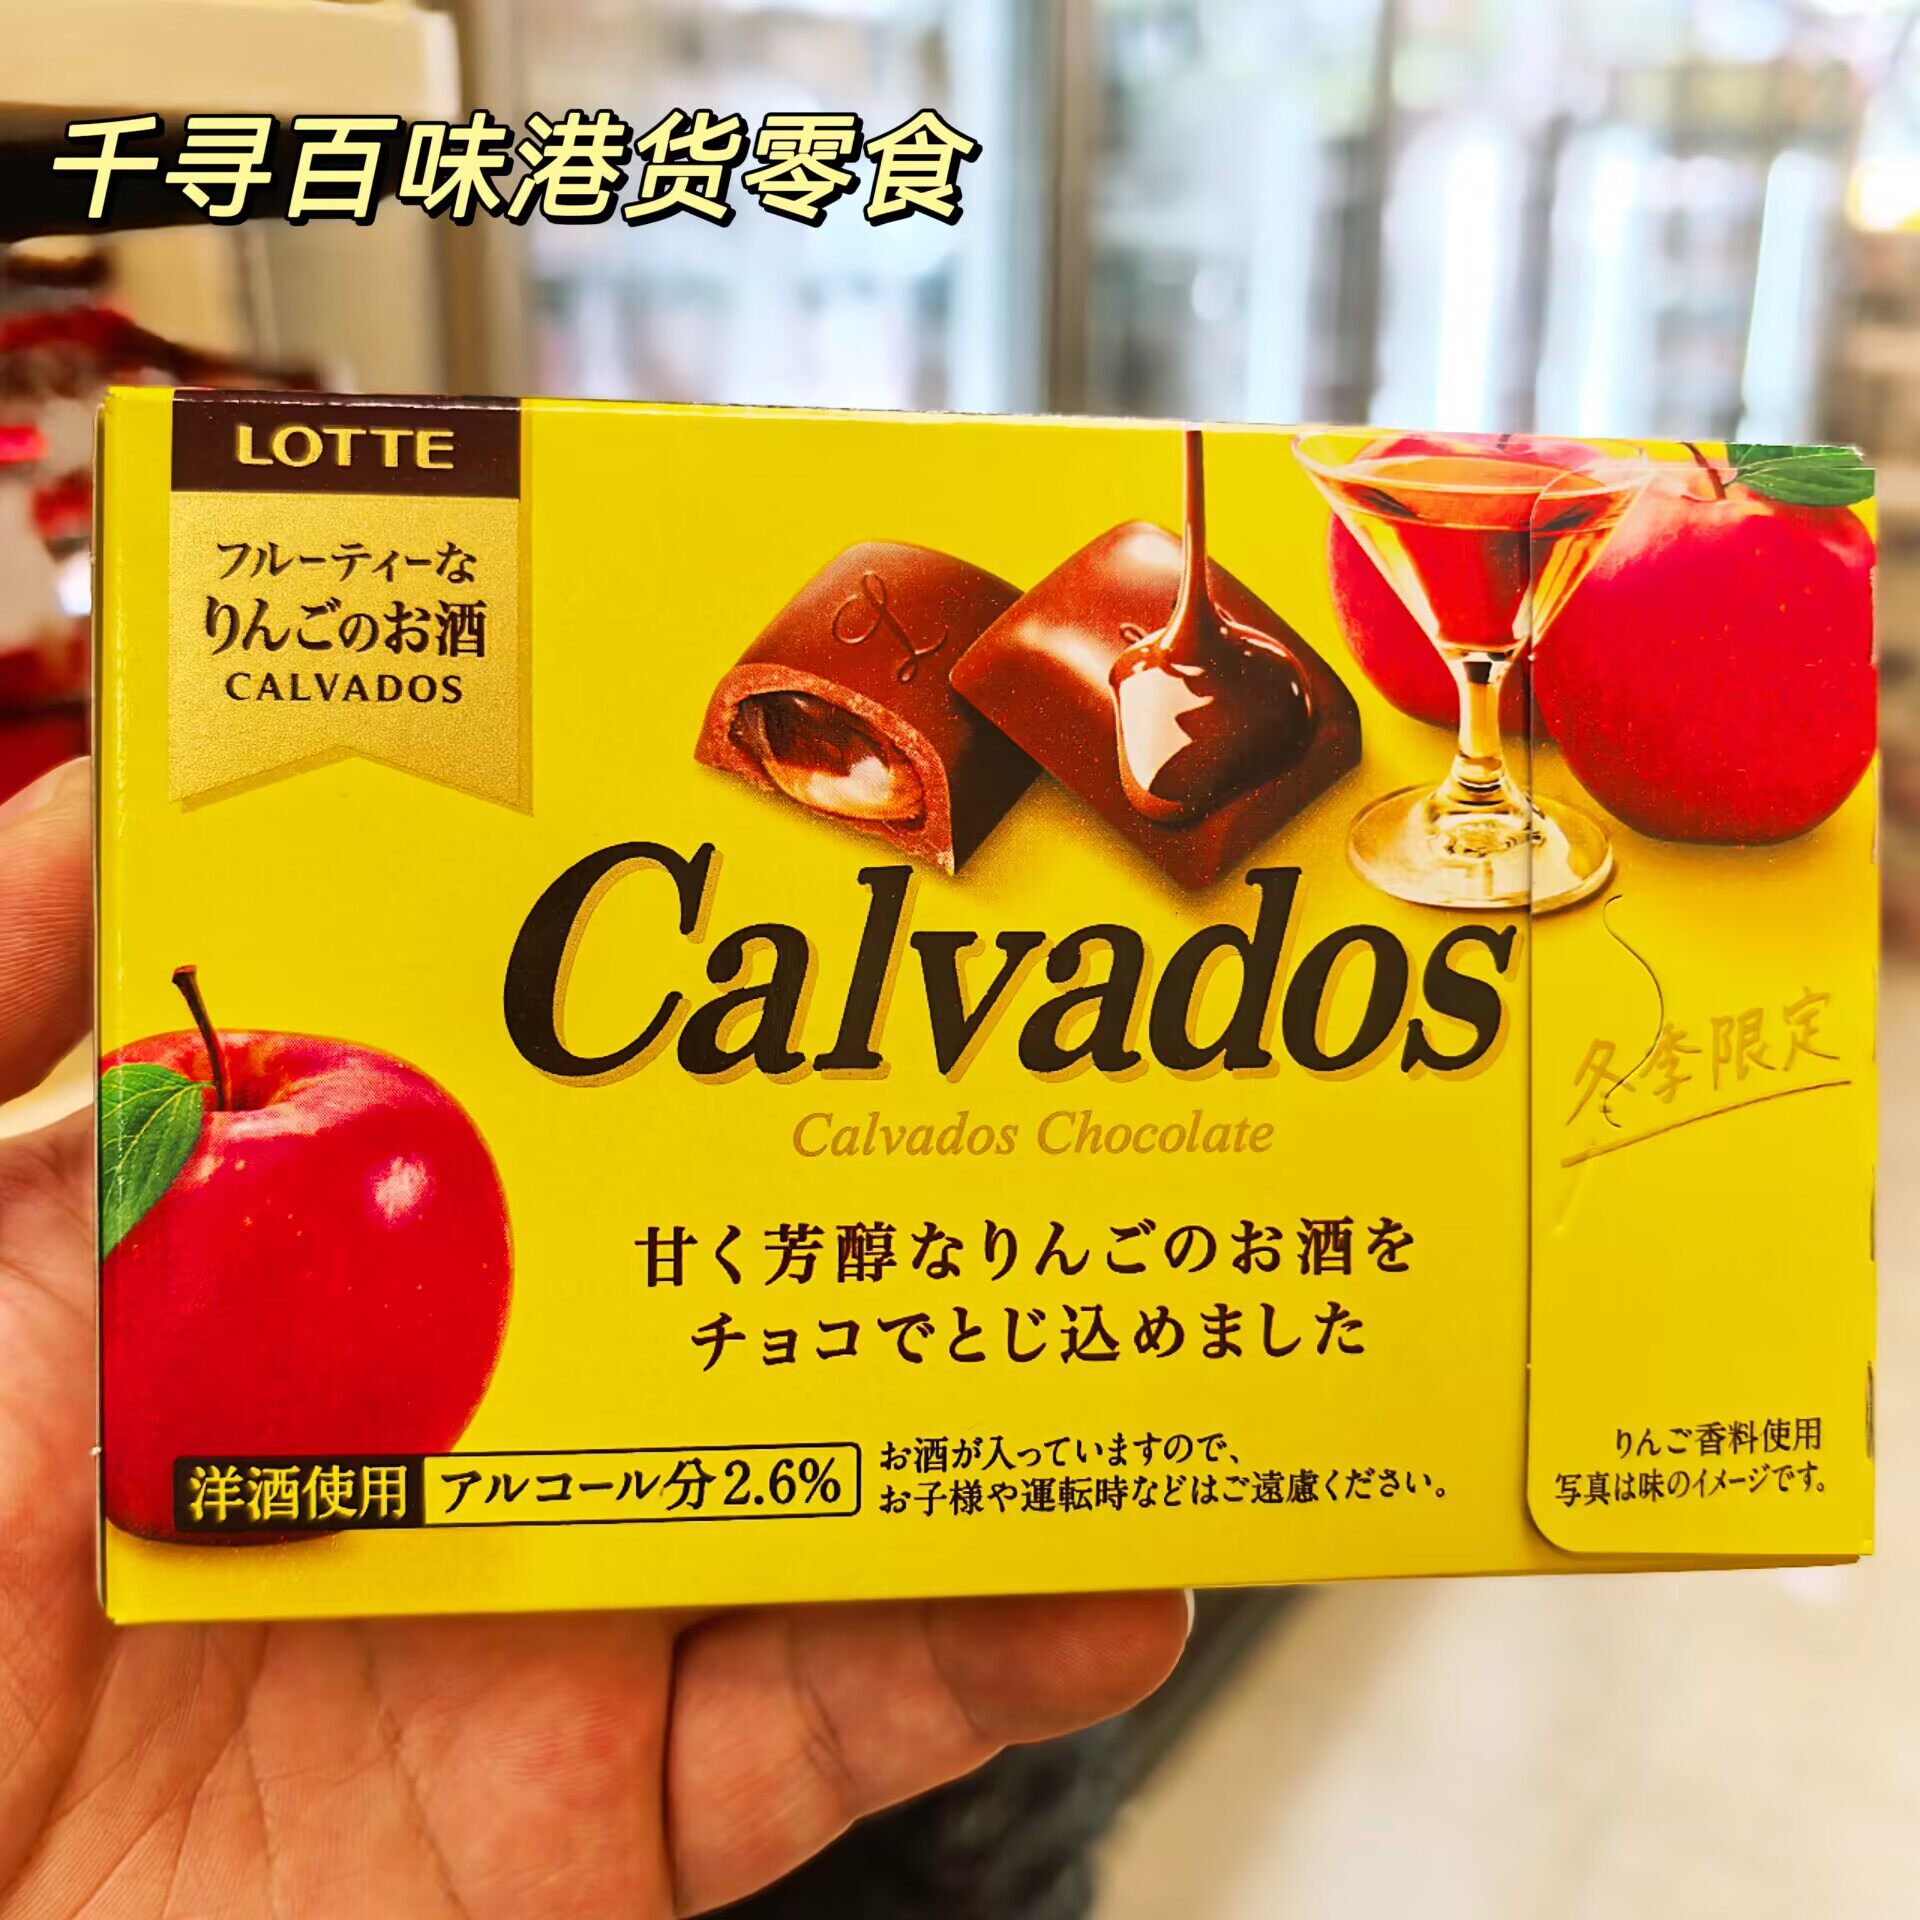 千寻百味港货零食
LOTTE
フルーティーな
りんごのお酒
CALVADOS
Calvados
Calvados Chocolate
冬季限定
甘く芳醇なりんごのお酒を
チョコでとじ込めました
洋酒使用 アルコール分2.6%
お酒が入っていますので、
お子様や運転時などはご遠慮ください。
りんご香料使用
写真は味のイメージです。